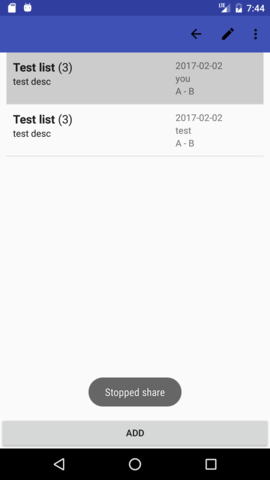 7:44
Test list (3)
test desc
2017-02-02
you
A - B
Test list (3)
test desc
2017-02-02
test
A - B
Stopped share
ADD